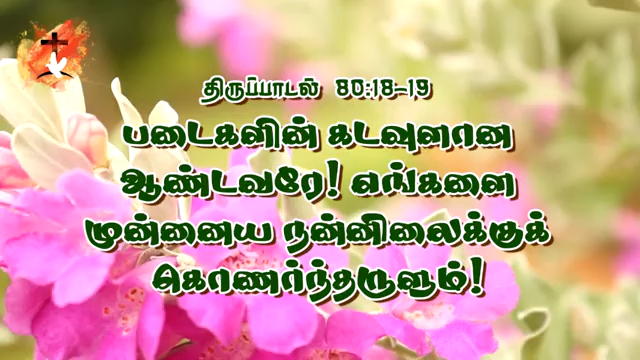 திருப்பாடல் 80:18-19
படைகளின் கடவுளான
ஆண்டவரே! எங்களை
முன்னைய நன்னிலைக்குக்
கொணர்ந்தருளும்!